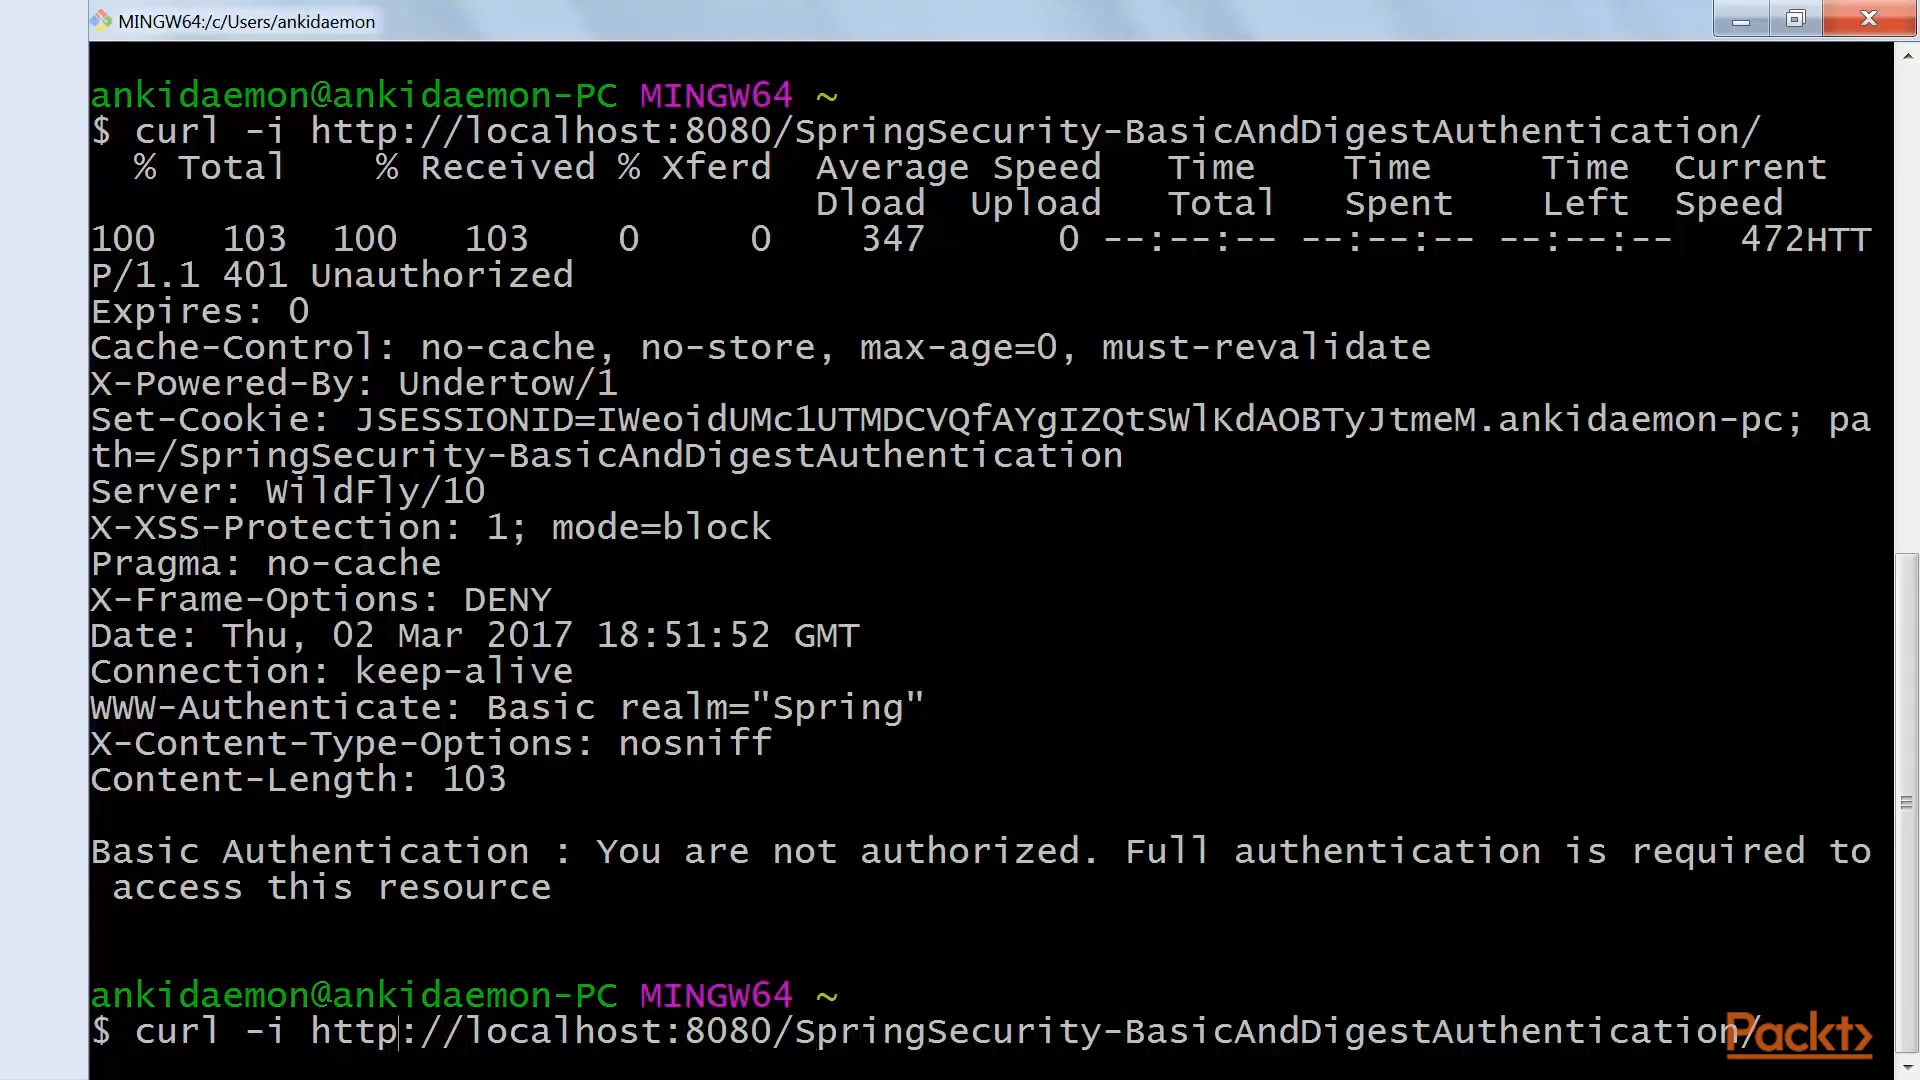 MINGW64:/c/Users/ankidaemon
ankidaemon@ankidaemon-PC MINGW64 ~
$ curl -i http://localhost:8080/SpringSecurity-BasicAndDigestAuthentication/
% Total % Received % Xferd Average Speed Time Time Time Current
Dload Upload Total Spent Left Speed
100 103 100 103 0 0 347 0 --:--:-- --:--:-- --:--:-- 472HTT
P/1.1 401 Unauthorized
Expires: 0
Cache-Control: no-cache, no-store, max-age=0, must-revalidate
X-Powered-By: Undertow/1
Set-Cookie: JSESSIONID=IWeoidUMc1UTMDCVQfAYgIZQtSWlKdAOBTyJtmeM.ankidaemon-pc; pa
th=/SpringSecurity-BasicAndDigestAuthentication
Server: WildFly/10
X-XSS-Protection: 1; mode=block
Pragma: no-cache
X-Frame-Options: DENY
Date: Thu, 02 Mar 2017 18:51:52 GMT
Connection: keep-alive
WWW-Authenticate: Basic realm="Spring"
X-Content-Type-Options: nosniff
Content-Length: 103
Basic Authentication : You are not authorized. Full authentication is required to
access this resource
ankidaemon@ankidaemon-PC MINGW64 ~
$ curl -i http://localhost:8080/SpringSecurity-BasicAndDigestAuthentication/
Packt>